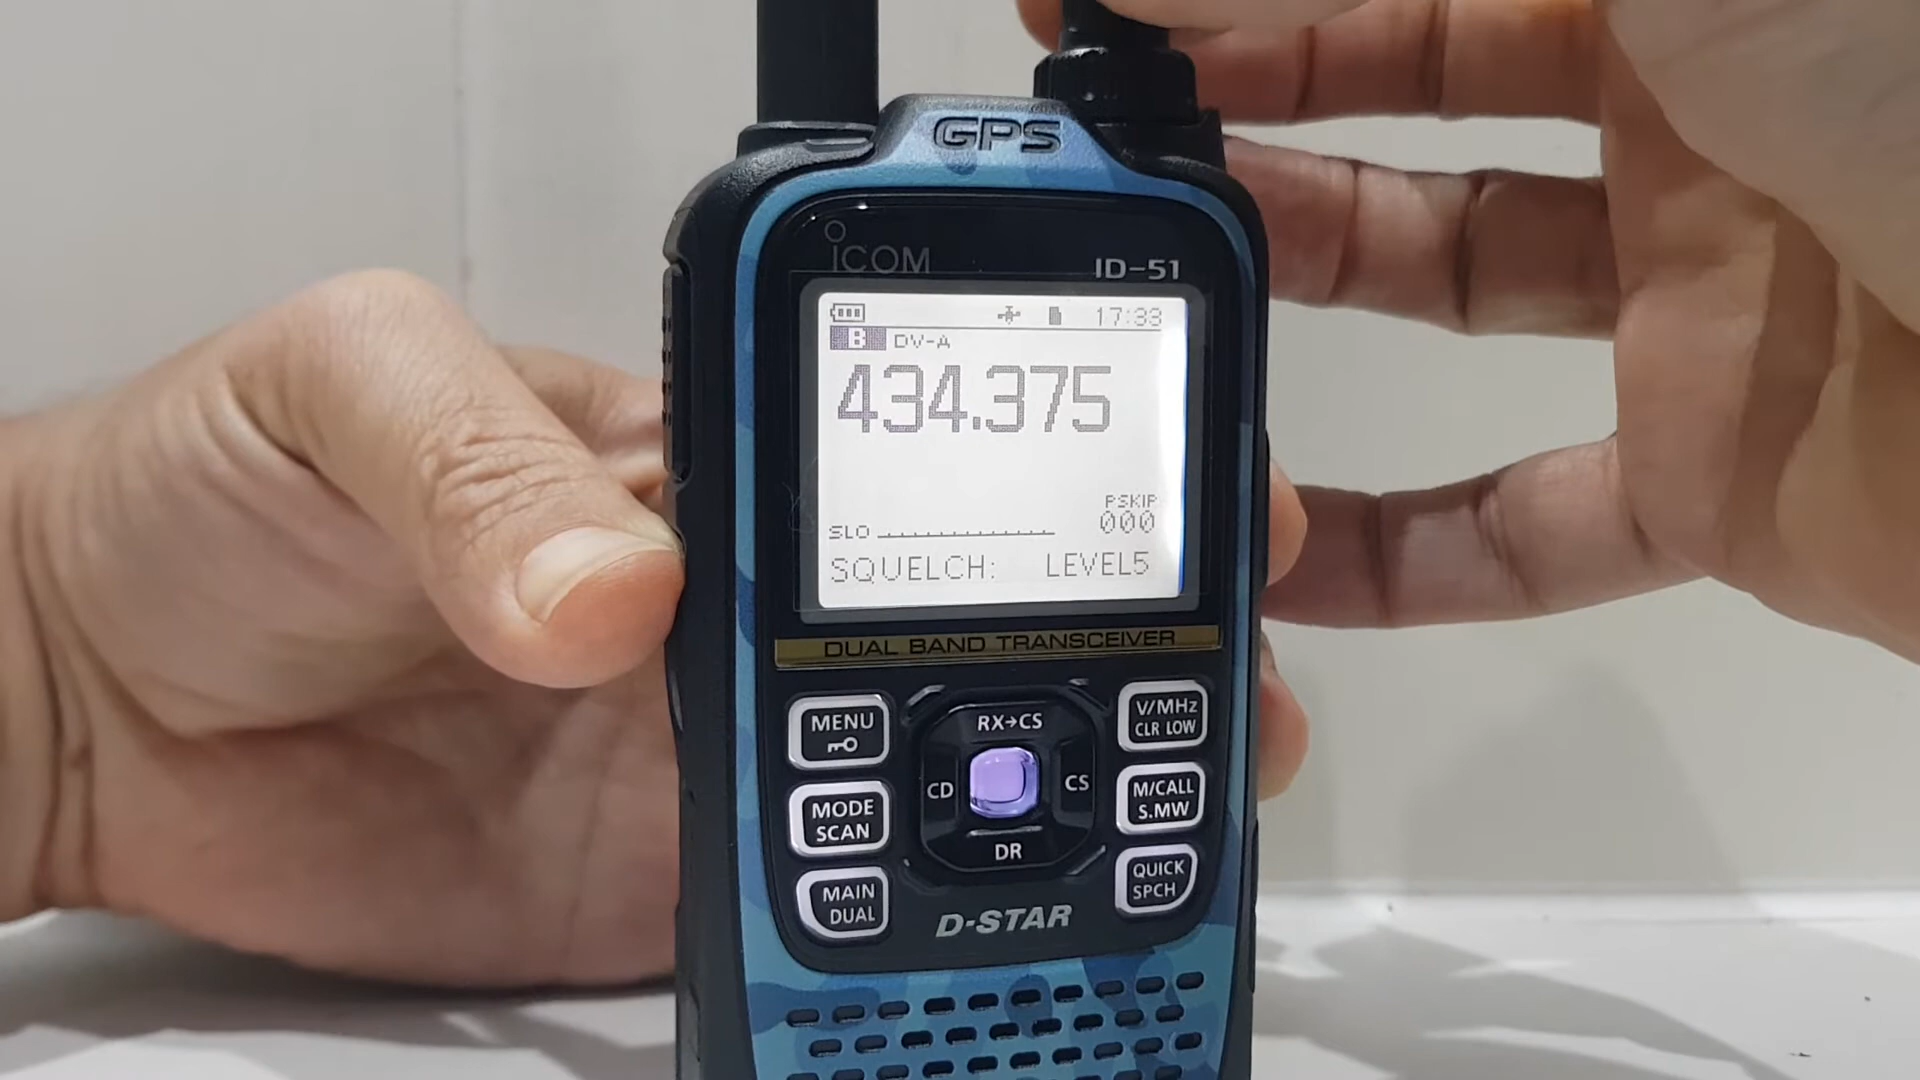 GPS
ICOM
ID-51
17:33
B DV-A
434.375
PSKIP
SLO 000
SQUELCH: LEVEL5
DUAL BAND TRANSCEIVER
MENU
RX→CS
V/MHz
CLR LOW
CD
CS
MODE
SCAN
M/CALL
S.MW
DR
MAIN
DUAL
QUICK
SPCH
D-STAR